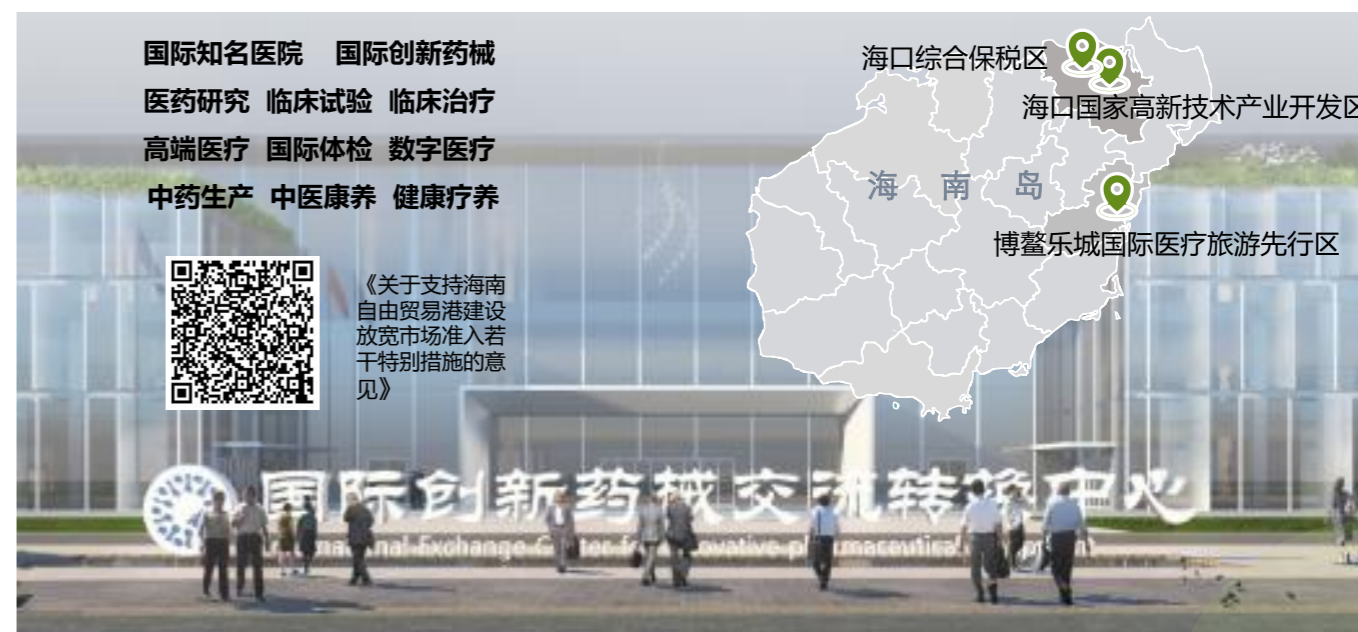 国际知名医院 国际创新药械
医药研究 临床试验 临床治疗
高端医疗 国际体检 数字医疗
中药生产 中医康养 健康疗养
《关于支持海南
自由贸易港建设
放宽市场准入若
干特别措施的意
见》
海口综合保税区
海口国家高新技术产业开发区
海 南 岛
博鳌乐城国际医疗旅游先行区
国际创新药械交流转换中心
Exchange